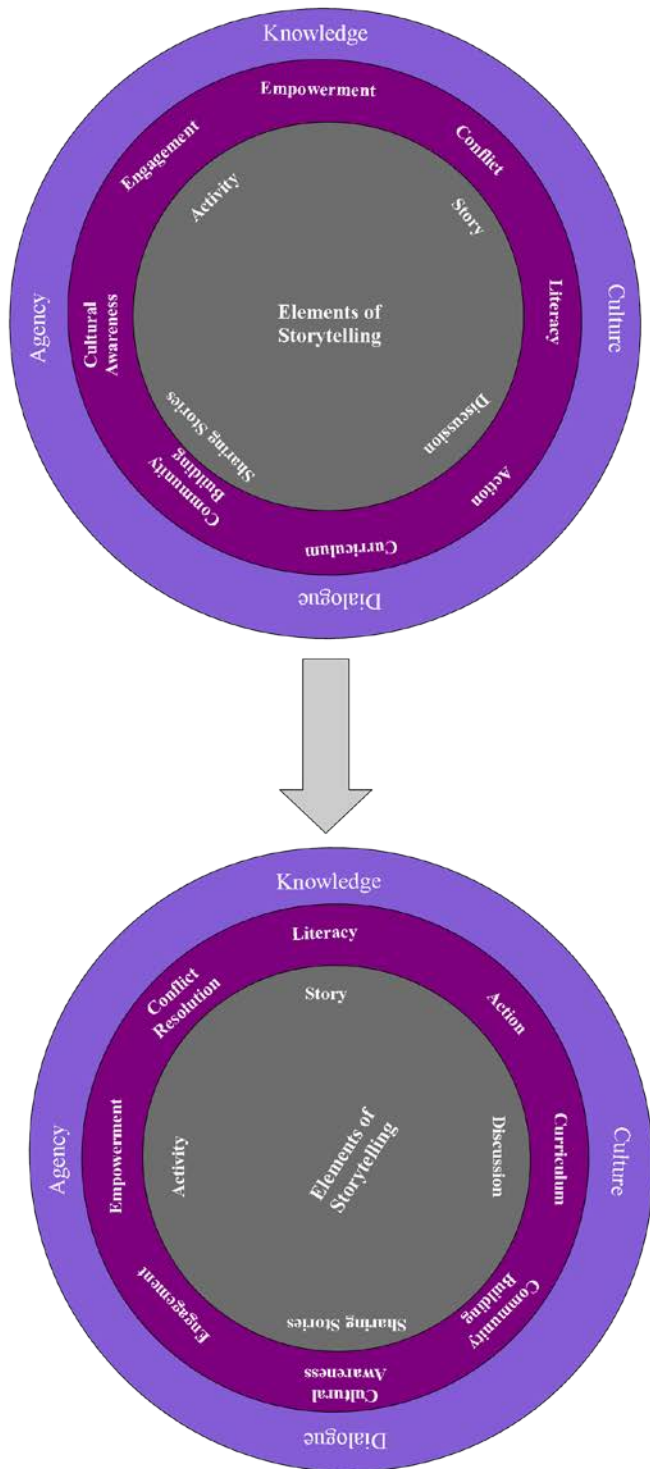 Knowledge
Empowerment
Engagement
Conflict
Activity
Story
Agency
Cultural
Awareness
Elements of
Storytelling
Literacy
Culture
Sharing Stories
Community
Building
Discussion
Action
Curriculum
Dialogue
Knowledge
Literacy
Conflict
Resolution
Story
Action
Agency
Empowerment
Activity
Elements of
Storytelling
Discussion
Curriculum
Culture
Engagement
Sharing Stories
Community
Building
Cultural
Awareness
Dialogue